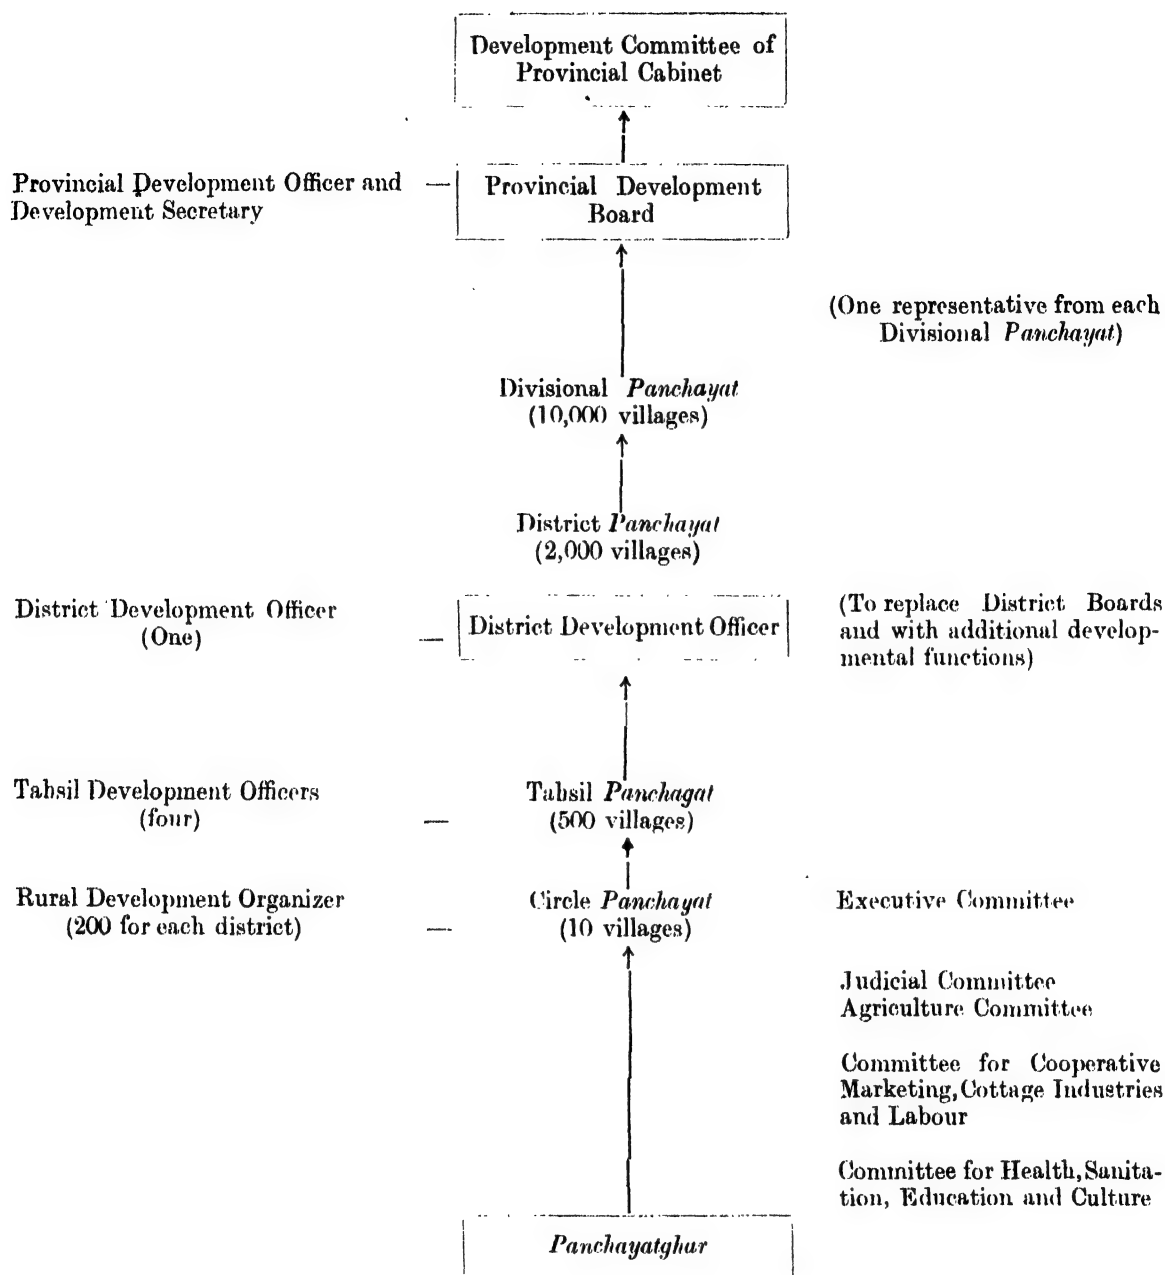 Development Committee of
Provincial Cabinet
Provincial Development Officer and
Development Secretary
—
Provincial Development
Board
(One representative from each
Divisional Panchayat)
Divisional Panchayat
(10,000 villages)
District Panchayat
(2,000 villages)
District Development Officer
(One)
—
District Development Officer
(To replace District Boards
and with additional develop-
mental functions)
Tahsil Development Officers
(four)
—
Tahsil Panchagat
(500 villages)
Rural Development Organizer
(200 for each district)
—
Circle Panchayat
(10 villages)
Executive Committee
Judicial Committee
Agriculture Committee
Committee for Cooperative
Marketing, Cottage Industries
and Labour
Committee for Health, Sanita-
tion, Education and Culture
Panchayatghur